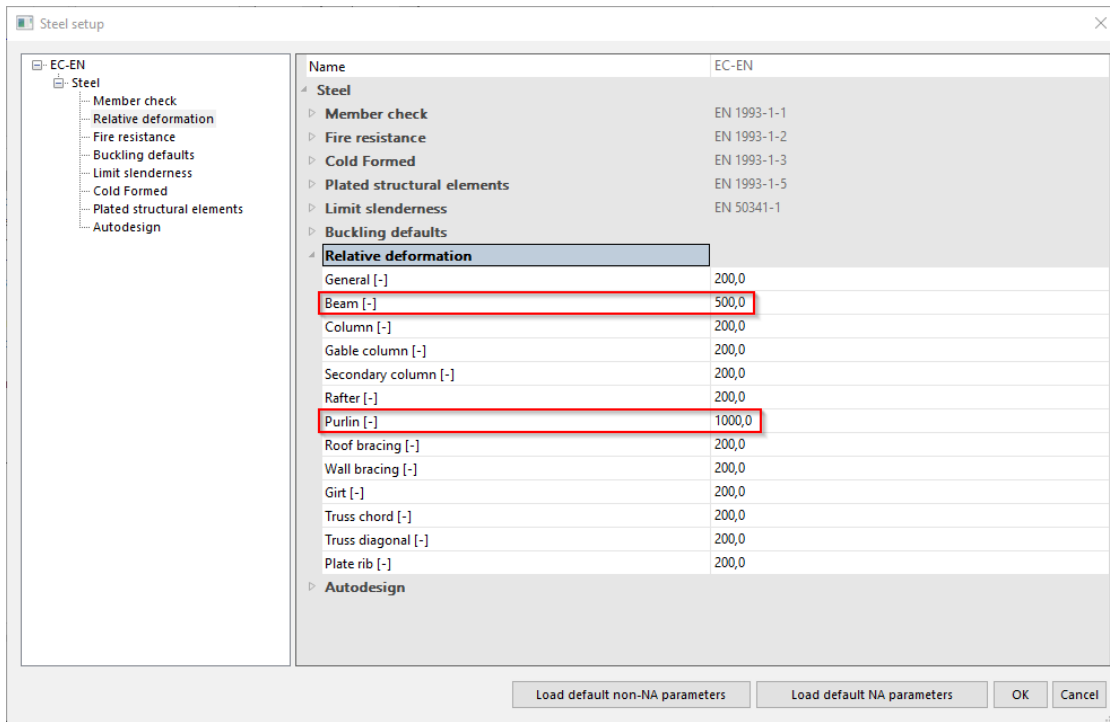 Steel setup
EC-EN
Steel
Member check
Relative deformation
Fire resistance
Buckling defaults
Limit slenderness
Cold Formed
Plated structural elements
Autodesign
Name EC-EN
Steel
Member check EN 1993-1-1
Fire resistance EN 1993-1-2
Cold Formed EN 1993-1-3
Plated structural elements EN 1993-1-5
Limit slenderness EN 50341-1
Buckling defaults
Relative deformation
General [-] 200,0
Beam [-] 500,0
Column [-] 200,0
Gable column [-] 200,0
Secondary column [-] 200,0
Rafter [-] 200,0
Purlin [-] 1000,0
Roof bracing [-] 200,0
Wall bracing [-] 200,0
Girt [-] 200,0
Truss chord [-] 200,0
Truss diagonal [-] 200,0
Plate rib [-] 200,0
Autodesign
Load default non-NA parameters Load default NA parameters OK Cancel